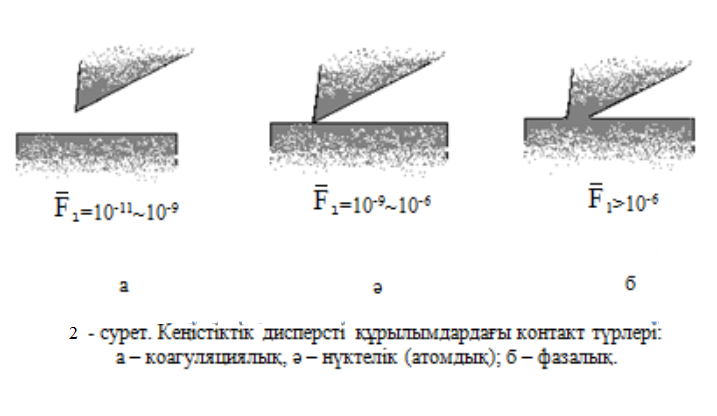 F̅₁=10⁻¹¹~10⁻⁹ F̅₁=10⁻⁹~10⁻⁶ F̅₁>10⁻⁶
а ә б
2 - сурет. Кеңістіктік дисперсті құрылымдардағы контакт түрлері:
а – коагуляциялық, ә – нүктелік (атомдық); б – фазалық.